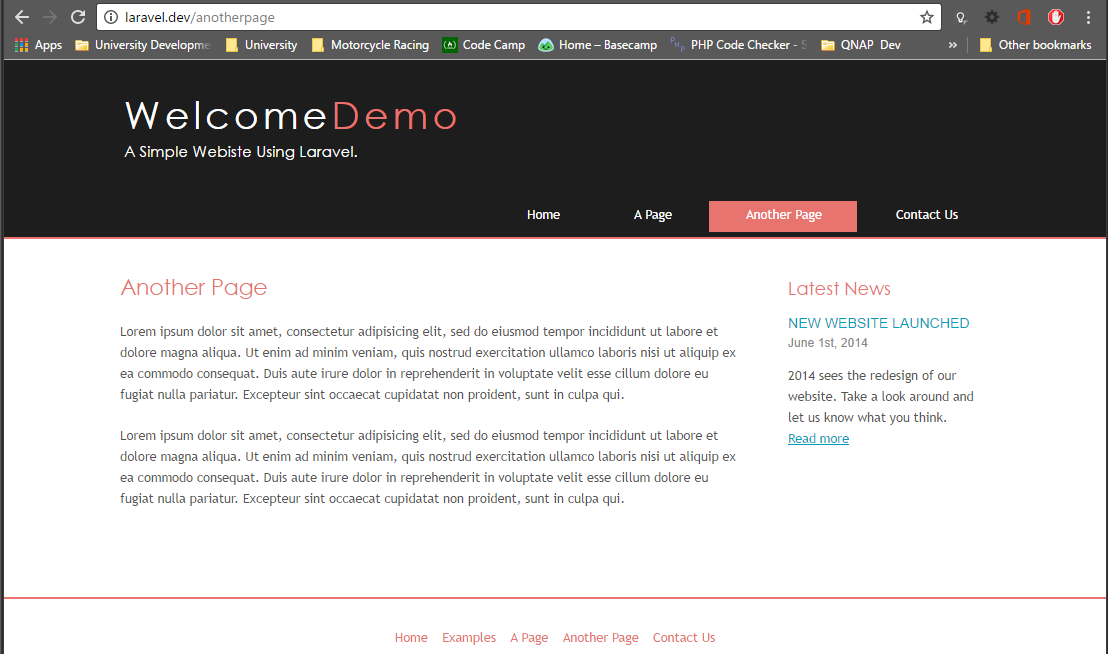 laravel.dev/anotherpage
Apps University Developme University Motorcycle Racing Code Camp Home – Basecamp PHP PHP Code Checker - S QNAP Dev » Other bookmarks
WelcomeDemo
A Simple Webiste Using Laravel.
Home A Page Another Page Contact Us
Another Page
Lorem ipsum dolor sit amet, consectetur adipisicing elit, sed do eiusmod tempor incididunt ut labore et
dolore magna aliqua. Ut enim ad minim veniam, quis nostrud exercitation ullamco laboris nisi ut aliquip ex
ea commodo consequat. Duis aute irure dolor in reprehenderit in voluptate velit esse cillum dolore eu
fugiat nulla pariatur. Excepteur sint occaecat cupidatat non proident, sunt in culpa qui.
Lorem ipsum dolor sit amet, consectetur adipisicing elit, sed do eiusmod tempor incididunt ut labore et
dolore magna aliqua. Ut enim ad minim veniam, quis nostrud exercitation ullamco laboris nisi ut aliquip ex
ea commodo consequat. Duis aute irure dolor in reprehenderit in voluptate velit esse cillum dolore eu
fugiat nulla pariatur. Excepteur sint occaecat cupidatat non proident, sunt in culpa qui.
Latest News
NEW WEBSITE LAUNCHED
June 1st, 2014
2014 sees the redesign of our
website. Take a look around and
let us know what you think.
Read more
Home Examples A Page Another Page Contact Us